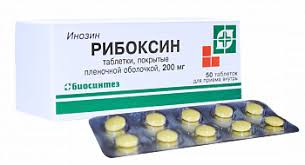 Инозин
РИБОКСИН
таблетки, покрытые
пленочной оболочкой, 200 мг
Биосинтез
50 таблеток
для приема внутрь